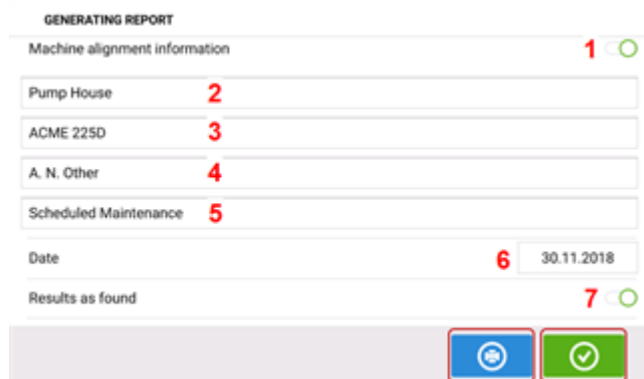 GENERATING REPORT
Machine alignment information 1
Pump House 2
ACME 225D 3
A. N. Other 4
Scheduled Maintenance 5
Date 6 30.11.2018
Results as found 7